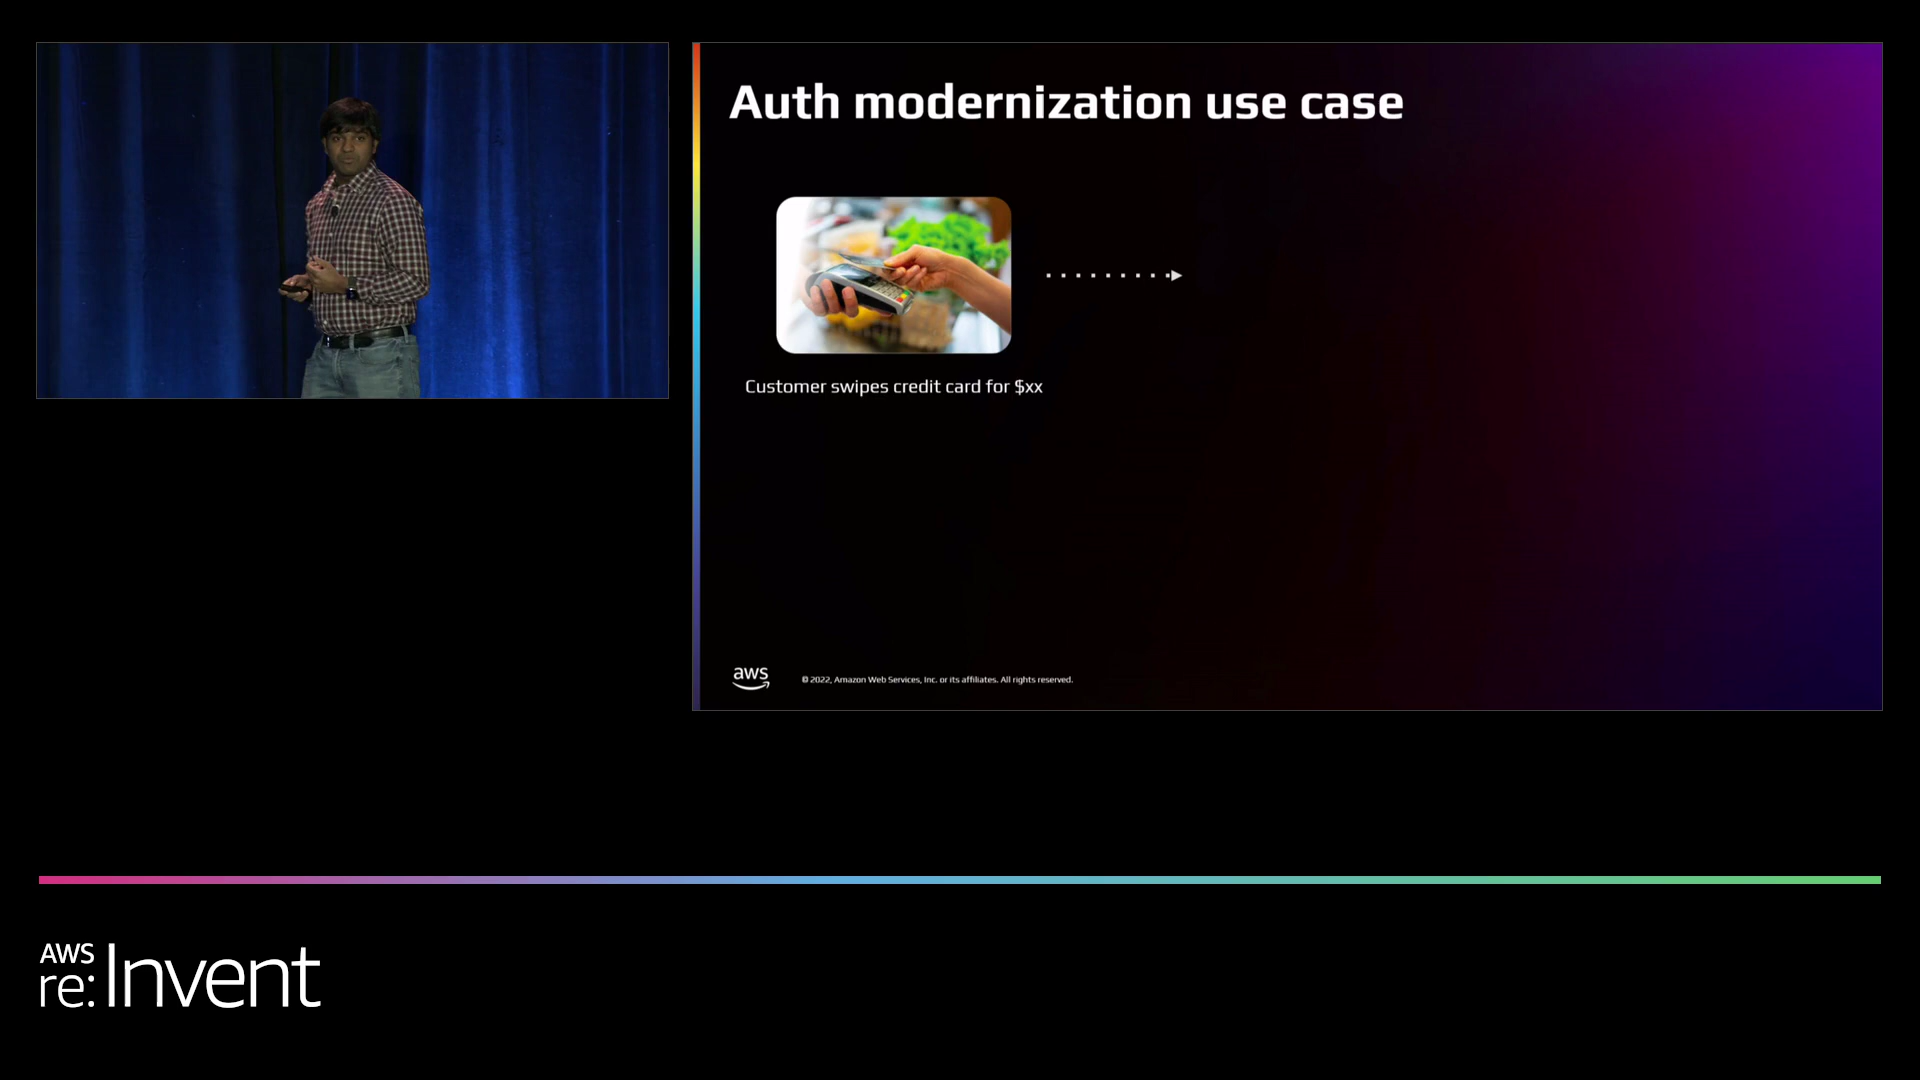 Auth modernization use case
Customer swipes credit card for $xx
aws
© 2022, Amazon Web Services, Inc. or its affiliates. All rights reserved.
AWS
re:Invent